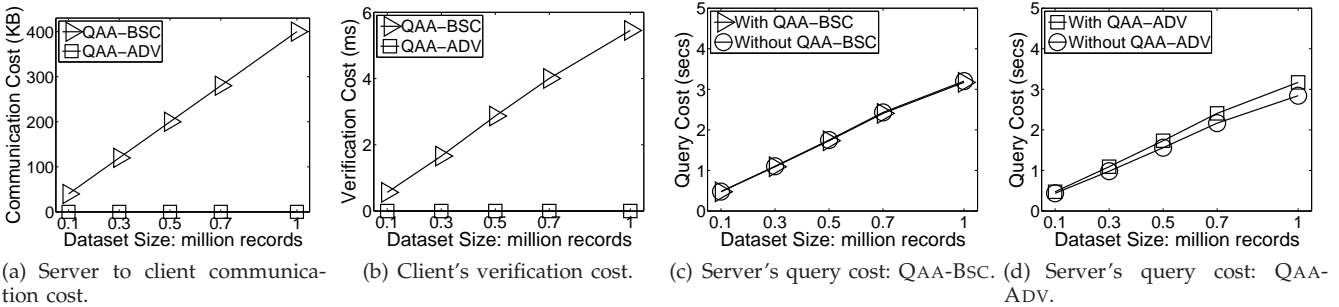 Communication Cost (KB)
400
300
200
100
0
QAA−BSC
QAA−ADV
0.1 0.3 0.5 0.7 1
Dataset Size: million records
(a) Server to client communica-
tion cost.
Verification Cost (ms)
6
4
2
0
QAA−BSC
QAA−ADV
0.1 0.3 0.5 0.7 1
Dataset Size: million records
(b) Client's verification cost.
Query Cost (secs)
5
4
3
2
1
0
With QAA−BSC
Without QAA−BSC
0.1 0.3 0.5 0.7 1
Dataset Size: million records
(c) Server's query cost: QAA-BSC.
Query Cost (secs)
5
4
3
2
1
0
With QAA−ADV
Without QAA−ADV
0.1 0.3 0.5 0.7 1
Dataset Size: million records
(d) Server's query cost: QAA-
ADV.